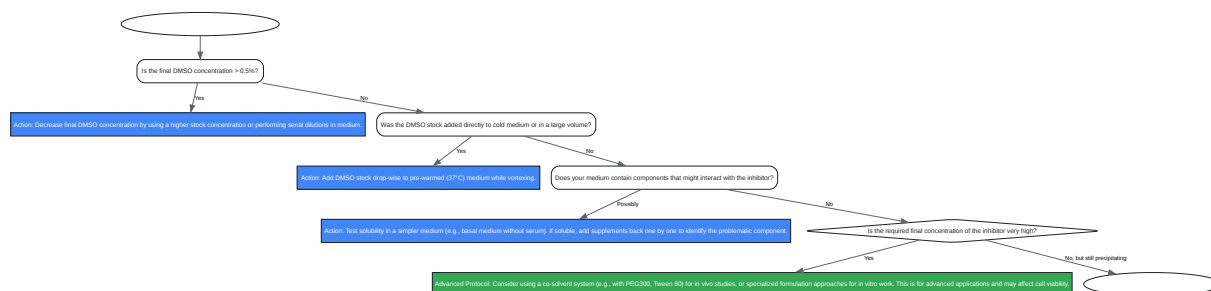 Is the final DMSO concentration > 0.5%?
Yes
No
Action: Decrease final DMSO concentration by using a higher stock concentration or performing serial dilutions in medium.
Was the DMSO stock added directly to cold medium or in a large volume?
Yes
No
Action: Add DMSO stock drop-wise to pre-warmed (37°C) medium while vortexing.
Does your medium contain components that might interact with the inhibitor?
Possibly
No
Action: Test solubility in a simpler medium (e.g., basal medium without serum). If soluble, add supplements back one by one to identify the problematic component.
Is the required final concentration of the inhibitor very high?
Yes
No, but still precipitating
Advanced Protocol: Consider using a co-solvent system (e.g., with PEG300, Tween 80) for in vivo studies, or specialized formulation approaches for in vitro work. This is for advanced applications and may affect cell viability.